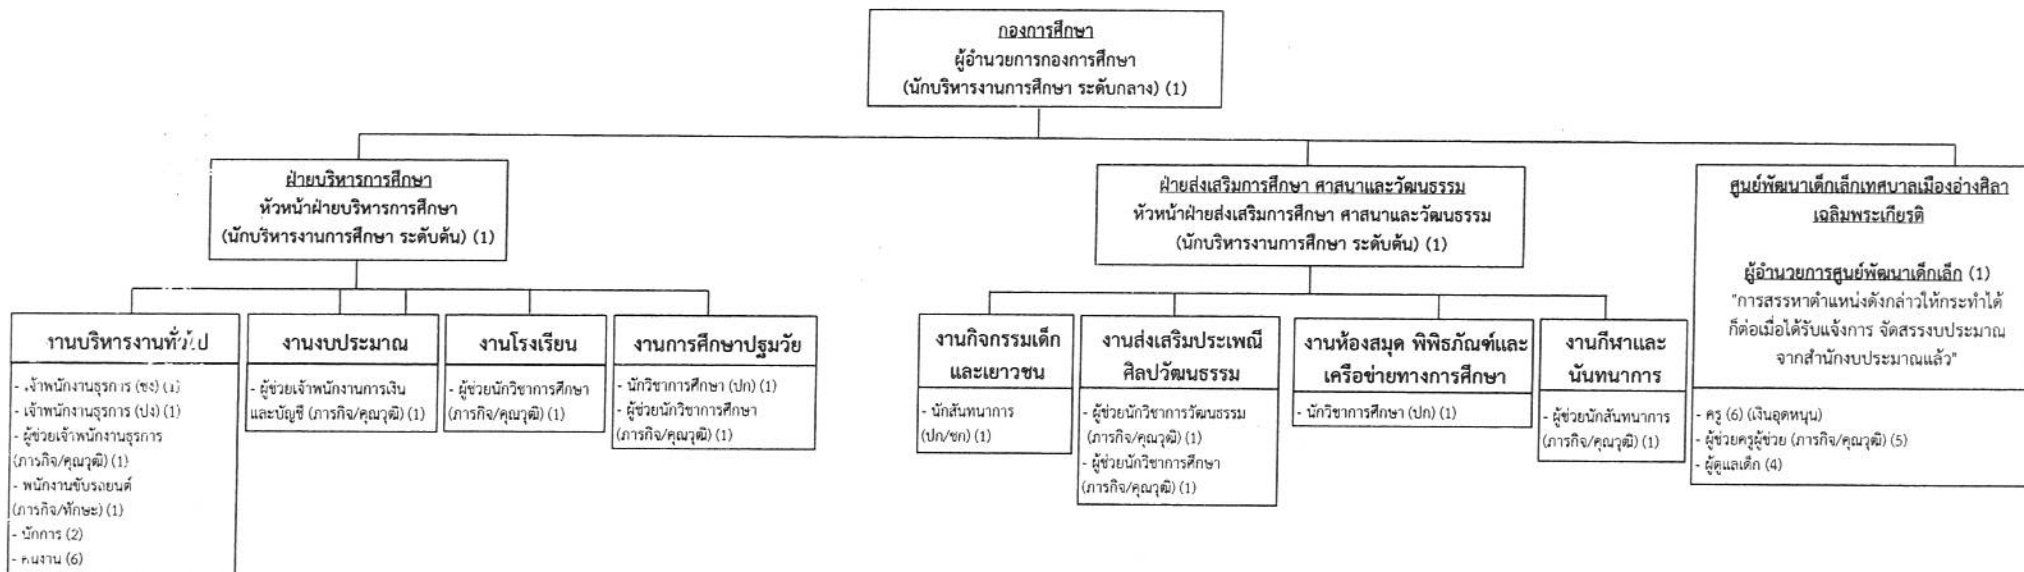 กองการศึกษา
ผู้อำนวยการกองการศึกษา
(นักบริหารงานการศึกษา ระดับกลาง) (1)
ฝ่ายบริหารการศึกษา
หัวหน้าฝ่ายบริหารการศึกษา
(นักบริหารงานการศึกษา ระดับต้น) (1)
ฝ่ายส่งเสริมการศึกษา ศาสนาและวัฒนธรรม
หัวหน้าฝ่ายส่งเสริมการศึกษา ศาสนาและวัฒนธรรม
(นักบริหารงานการศึกษา ระดับต้น) (1)
ศูนย์พัฒนาเด็กเล็กเทศบาลเมืองอ่างศิลา
เฉลิมพระเกียรติ
ผู้อำนวยการศูนย์พัฒนาเด็กเล็ก (1)
"การสรรหาตำแหน่งดังกล่าวให้กระทำได้
ก็ต่อเมื่อได้รับแจ้งการ จัดสรรงบประมาณ
จากสำนักงบประมาณแล้ว"
- ครู (6) (เงินอุดหนุน)
- ผู้ช่วยครูผู้ช่วย (ภารกิจ/คุณวุฒิ) (5)
- ผู้ดูแลเด็ก (4)
งานบริหารงานทั่วไป
- เจ้าพนักงานธุรการ (ชง) (1)
- เจ้าพนักงานธุรการ (ปง) (1)
- ผู้ช่วยเจ้าพนักงานธุรการ
(ภารกิจ/คุณวุฒิ) (1)
- พนักงานขับรถยนต์
(ภารกิจ/ทักษะ) (1)
- นักการ (2)
- คนงาน (6)
งานงบประมาณ
- ผู้ช่วยเจ้าพนักงานการเงิน
และบัญชี (ภารกิจ/คุณวุฒิ) (1)
งานโรงเรียน
- ผู้ช่วยนักวิชาการศึกษา
(ภารกิจ/คุณวุฒิ) (1)
งานการศึกษาปฐมวัย
- นักวิชาการศึกษา (ปก) (1)
- ผู้ช่วยนักวิชาการศึกษา
(ภารกิจ/คุณวุฒิ) (1)
งานกิจกรรมเด็ก
และเยาวชน
- นักสันทนาการ
(ปก/ชก) (1)
งานส่งเสริมประเพณี
ศิลปวัฒนธรรม
- ผู้ช่วยนักวิชาการวัฒนธรรม
(ภารกิจ/คุณวุฒิ) (1)
- ผู้ช่วยนักวิชาการศึกษา
(ภารกิจ/คุณวุฒิ) (1)
งานห้องสมุด พิพิธภัณฑ์และ
เครือข่ายทางการศึกษา
- นักวิชาการศึกษา (ปก) (1)
งานกีฬาและ
นันทนาการ
- ผู้ช่วยนักสันทนาการ
(ภารกิจ/คุณวุฒิ) (1)